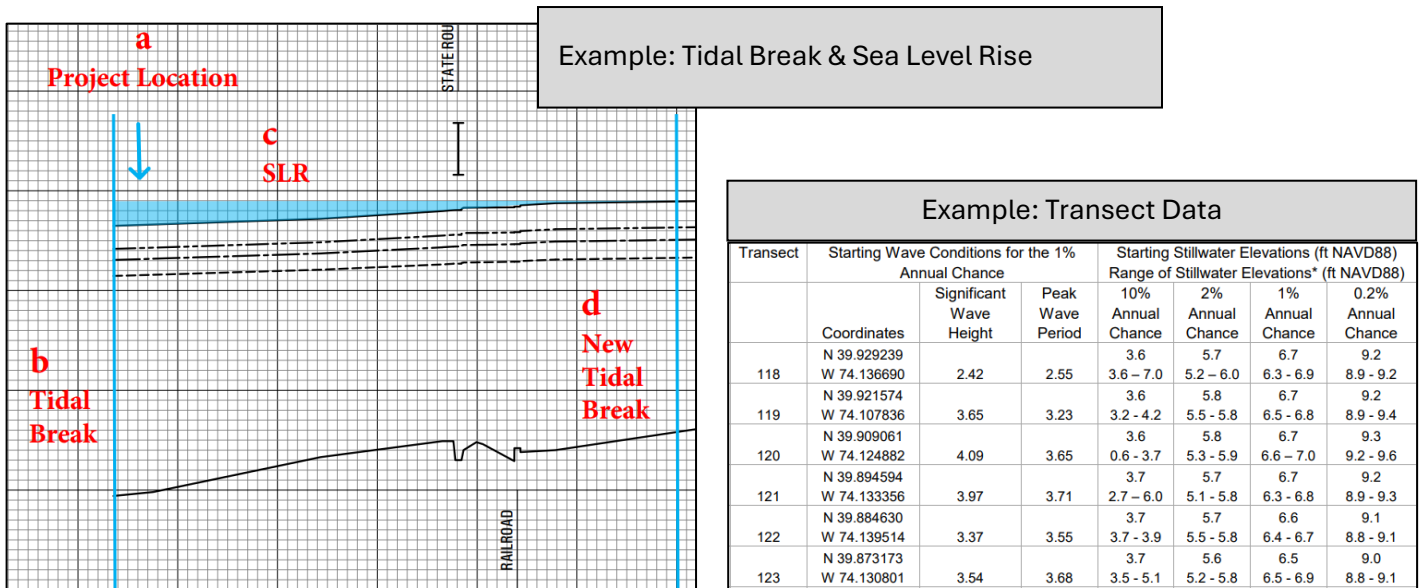 a
Project Location
STATE ROU
c
SLR
b
Tidal
Break
d
New
Tidal
Break
RAILROAD
Example: Tidal Break & Sea Level Rise
Example: Transect Data
Transect Starting Wave Conditions for the 1% Annual Chance Starting Stillwater Elevations (ft NAVD88) Range of Stillwater Elevations* (ft NAVD88)
Coordinates Significant Wave Height Peak Wave Period 10% Annual Chance 2% Annual Chance 1% Annual Chance 0.2% Annual Chance
N 39.929239 3.6 5.7 6.7 9.2
118 W 74.136690 2.42 2.55 3.6 – 7.0 5.2 – 6.0 6.3 - 6.9 8.9 - 9.2
N 39.921574 3.6 5.8 6.7 9.2
119 W 74.107836 3.65 3.23 3.2 - 4.2 5.5 - 5.8 6.5 - 6.8 8.9 - 9.4
N 39.909061 3.6 5.8 6.7 9.3
120 W 74.124882 4.09 3.65 0.6 - 3.7 5.3 - 5.9 6.6 – 7.0 9.2 - 9.6
N 39.894594 3.7 5.7 6.7 9.2
121 W 74.133356 3.97 3.71 2.7 – 6.0 5.1 - 5.8 6.3 - 6.8 8.9 - 9.3
N 39.884630 3.7 5.7 6.6 9.1
122 W 74.139514 3.37 3.55 3.7 - 3.9 5.5 - 5.8 6.4 - 6.7 8.8 - 9.1
N 39.873173 3.7 5.6 6.5 9.0
123 W 74.130801 3.54 3.68 3.5 - 5.1 5.2 - 5.8 6.5 - 6.9 8.8 - 9.1